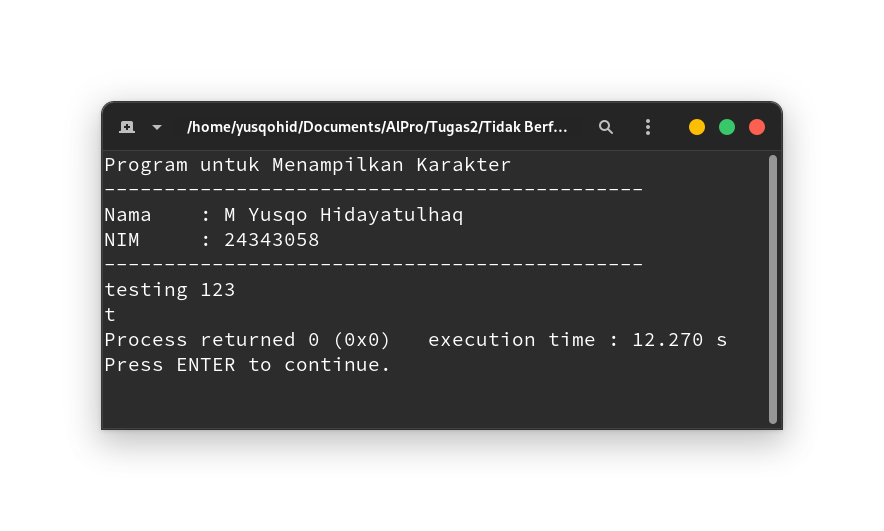 /home/yusqohid/Documents/AlPro/Tugas2/Tidak Berf...
Program untuk Menampilkan Karakter
---------------------------------------------
Nama    : M Yusqo Hidayatulhaq
NIM     : 24343058
---------------------------------------------
testing 123
t
Process returned 0 (0x0)   execution time : 12.270 s
Press ENTER to continue.